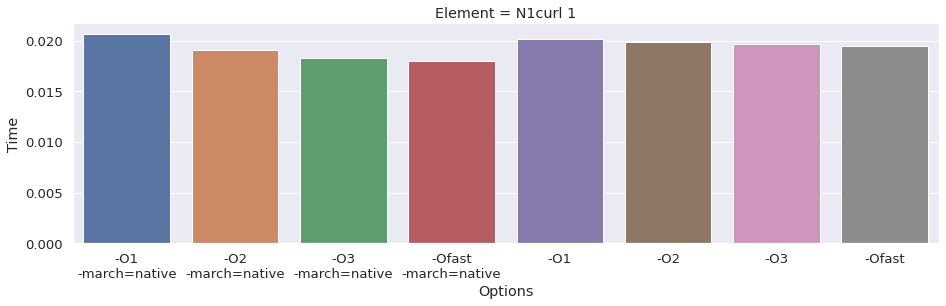 Element = N1curl 1
Time
0.020
0.015
0.010
0.005
0.000
-O1 -O2 -O3 -Ofast -O1 -O2 -O3 -Ofast
-march=native -march=native -march=native -march=native
Options